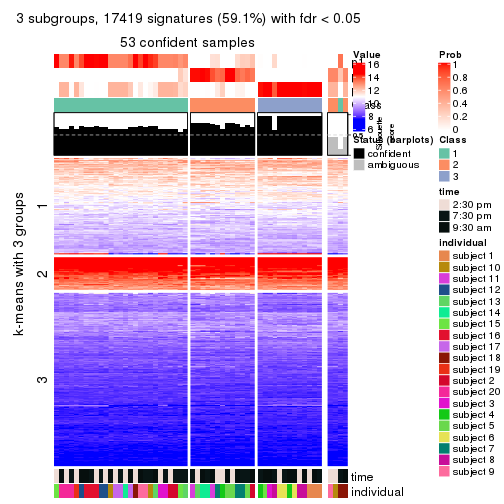 3 subgroups, 17419 signatures (59.1%) with fdr < 0.05
53 confident samples
k-means with 3 groups
1
2
3
time
individual
Value
16
14
12
10
8
6
Status (barplots)
confident
ambiguous
Silhouette
score
Prob
1
0.8
0.6
0.4
0.2
0
Class
1
2
3
time
2:30 pm
7:30 pm
9:30 am
individual
subject 1
subject 10
subject 11
subject 12
subject 13
subject 14
subject 15
subject 16
subject 17
subject 18
subject 19
subject 2
subject 20
subject 3
subject 4
subject 5
subject 6
subject 7
subject 8
subject 9